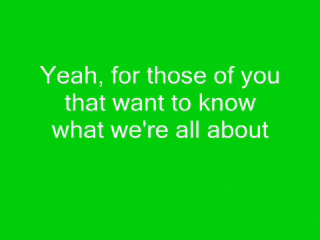 Yeah, for those of you
that want to know
what we're all about